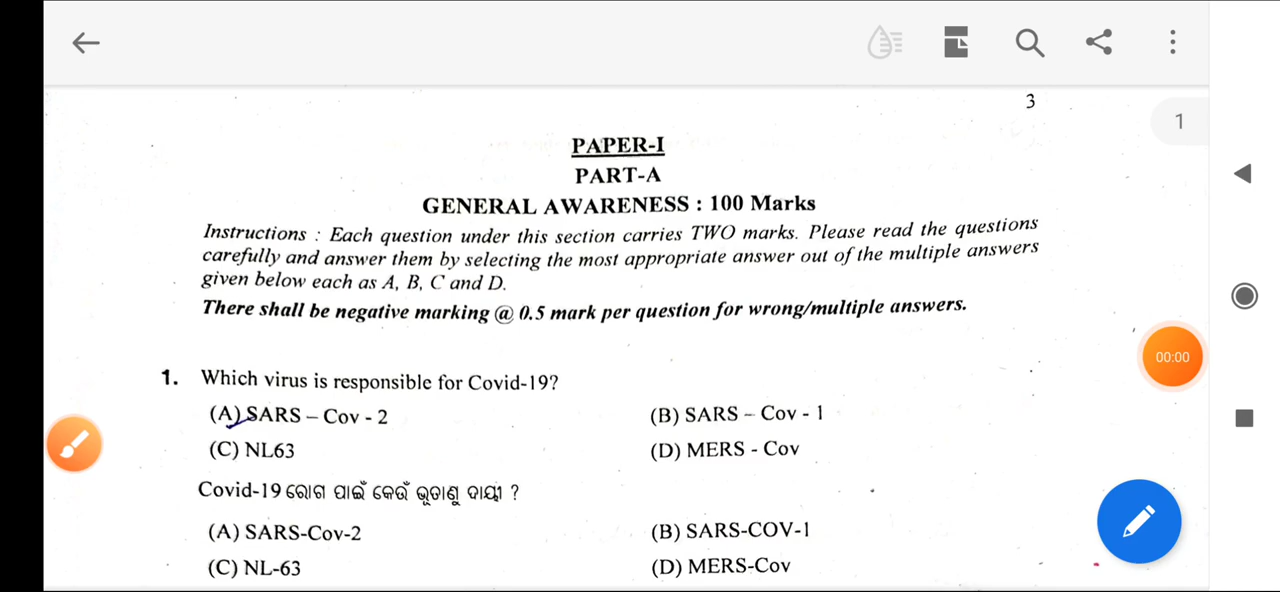 3
1
PAPER-I
PART-A
GENERAL AWARENESS : 100 Marks
Instructions : Each question under this section carries TWO marks. Please read the questions
carefully and answer them by selecting the most appropriate answer out of the multiple answers
given below each as A, B, C and D.
There shall be negative marking @ 0.5 mark per question for wrong/multiple answers.
00:00
1. Which virus is responsible for Covid-19?
(A) SARS – Cov - 2 (B) SARS – Cov - 1
(C) NL63 (D) MERS - Cov
Covid-19 ରୋଗ ପାଇଁ କେଉଁ ଭୂତାଣୁ ଦାୟୀ ?
(A) SARS-Cov-2 (B) SARS-COV-1
(C) NL-63 (D) MERS-Cov